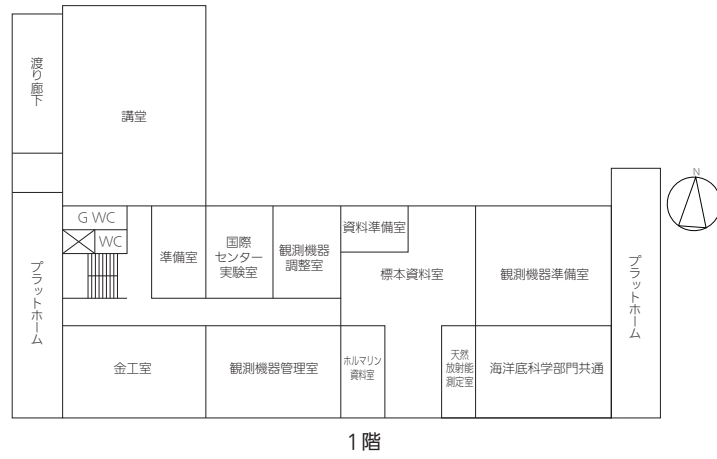 渡り廊下
講堂
N
G WC
WC
準備室
国際
センター
実験室
観測機器
調整室
資料準備室
標本資料室
観測機器準備室
プラットホーム
プラットホーム
金工室
観測機器管理室
ホルマリン
資料室
天然
放射能
測定室
海洋底科学部門共通
1階